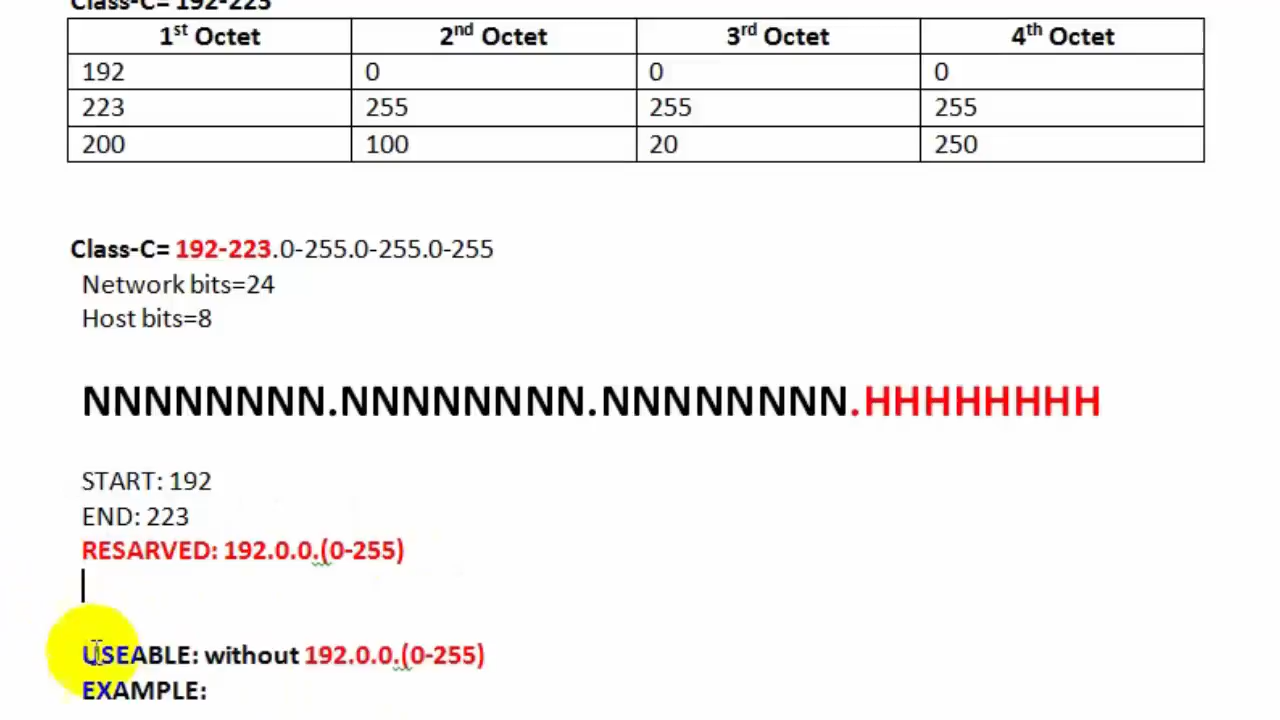 Class-C= 192-223
1st Octet 2nd Octet 3rd Octet 4th Octet
192 0 0 0
223 255 255 255
200 100 20 250
Class-C= 192-223.0-255.0-255.0-255
Network bits=24
Host bits=8
NNNNNNNN.NNNNNNNN.NNNNNNNN.HHHHHHHH
START: 192
END: 223
RESARVED: 192.0.0.(0-255)
USEABLE: without 192.0.0.(0-255)
EXAMPLE: